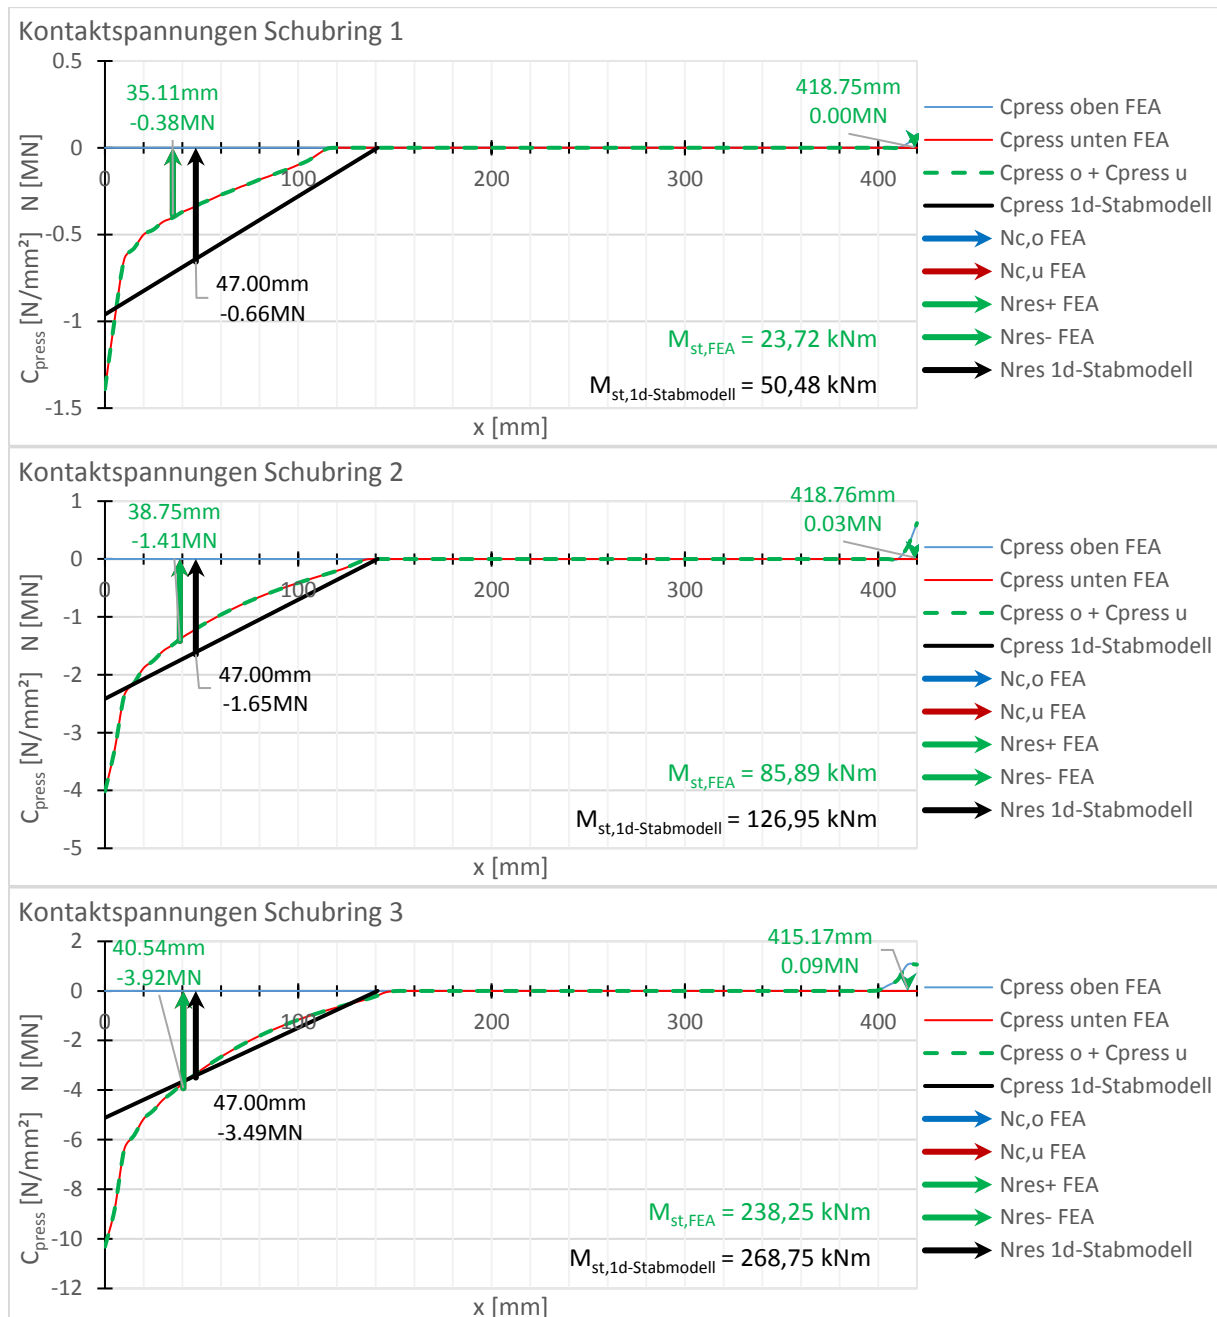 Kontaktspannungen Schubring 1
0.5
0
-0.5
-1
-1.5
0
100
200
300
400
C_press [N/mm²] N [MN]
x [mm]
35.11mm
-0.38MN
418.75mm
0.00MN
47.00mm
-0.66MN
M_st,FEA = 23,72 kNm
M_st,1d-Stabmodell = 50,48 kNm
Cpress oben FEA
Cpress unten FEA
Cpress o + Cpress u
Cpress 1d-Stabmodell
Nc,o FEA
Nc,u FEA
Nres+ FEA
Nres- FEA
Nres 1d-Stabmodell
Kontaktspannungen Schubring 2
1
0
-1
-2
-3
-4
-5
0
100
200
300
400
C_press [N/mm²] N [MN]
x [mm]
38.75mm
-1.41MN
418.76mm
0.03MN
47.00mm
-1.65MN
M_st,FEA = 85,89 kNm
M_st,1d-Stabmodell = 126,95 kNm
Cpress oben FEA
Cpress unten FEA
Cpress o + Cpress u
Cpress 1d-Stabmodell
Nc,o FEA
Nc,u FEA
Nres+ FEA
Nres- FEA
Nres 1d-Stabmodell
Kontaktspannungen Schubring 3
2
0
-2
-4
-6
-8
-10
-12
0
100
200
300
400
C_press [N/mm²] N [MN]
x [mm]
40.54mm
-3.92MN
415.17mm
0.09MN
47.00mm
-3.49MN
M_st,FEA = 238,25 kNm
M_st,1d-Stabmodell = 268,75 kNm
Cpress oben FEA
Cpress unten FEA
Cpress o + Cpress u
Cpress 1d-Stabmodell
Nc,o FEA
Nc,u FEA
Nres+ FEA
Nres- FEA
Nres 1d-Stabmodell